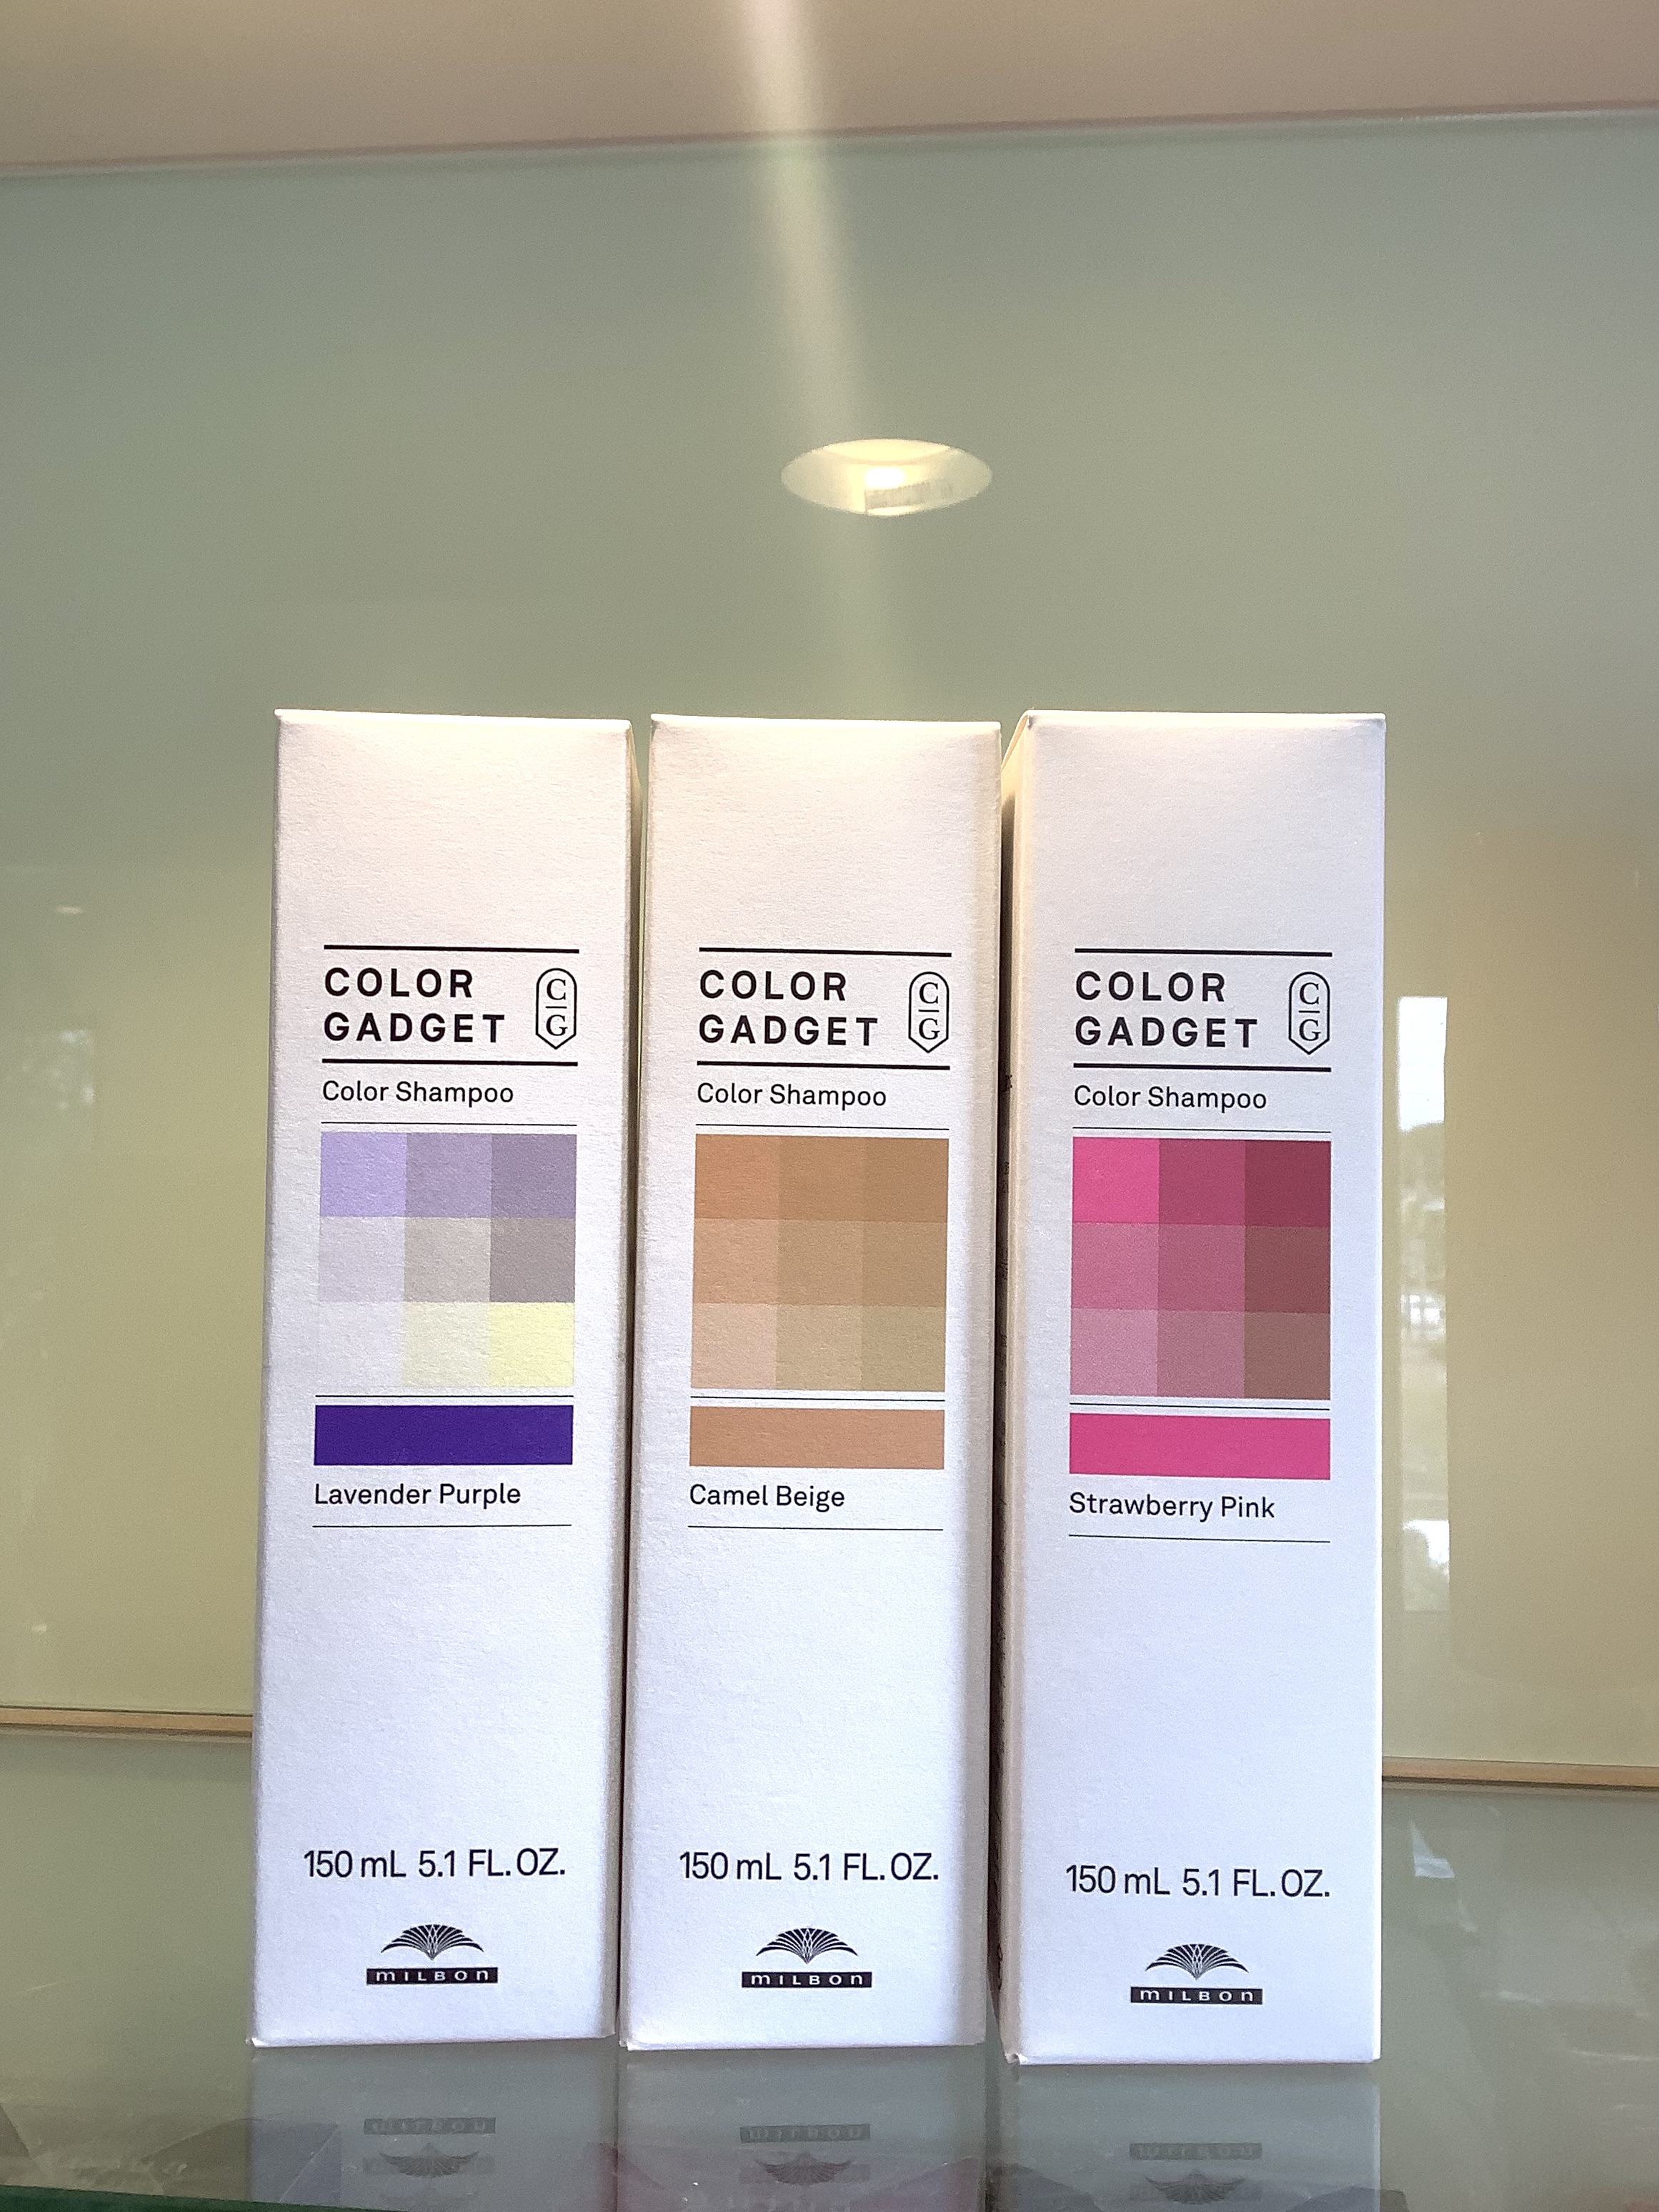 COLOR
GADGET
C
G
Color Shampoo
Lavender Purple
150 mL 5.1 FL.OZ.
MILBON
COLOR
GADGET
C
G
Color Shampoo
Camel Beige
150 mL 5.1 FL.OZ.
MILBON
COLOR
GADGET
C
G
Color Shampoo
Strawberry Pink
150 mL 5.1 FL.OZ.
MILBON